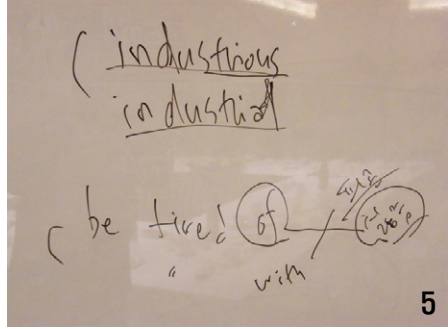 ( industrious
industrial
( be tired of
" with
5